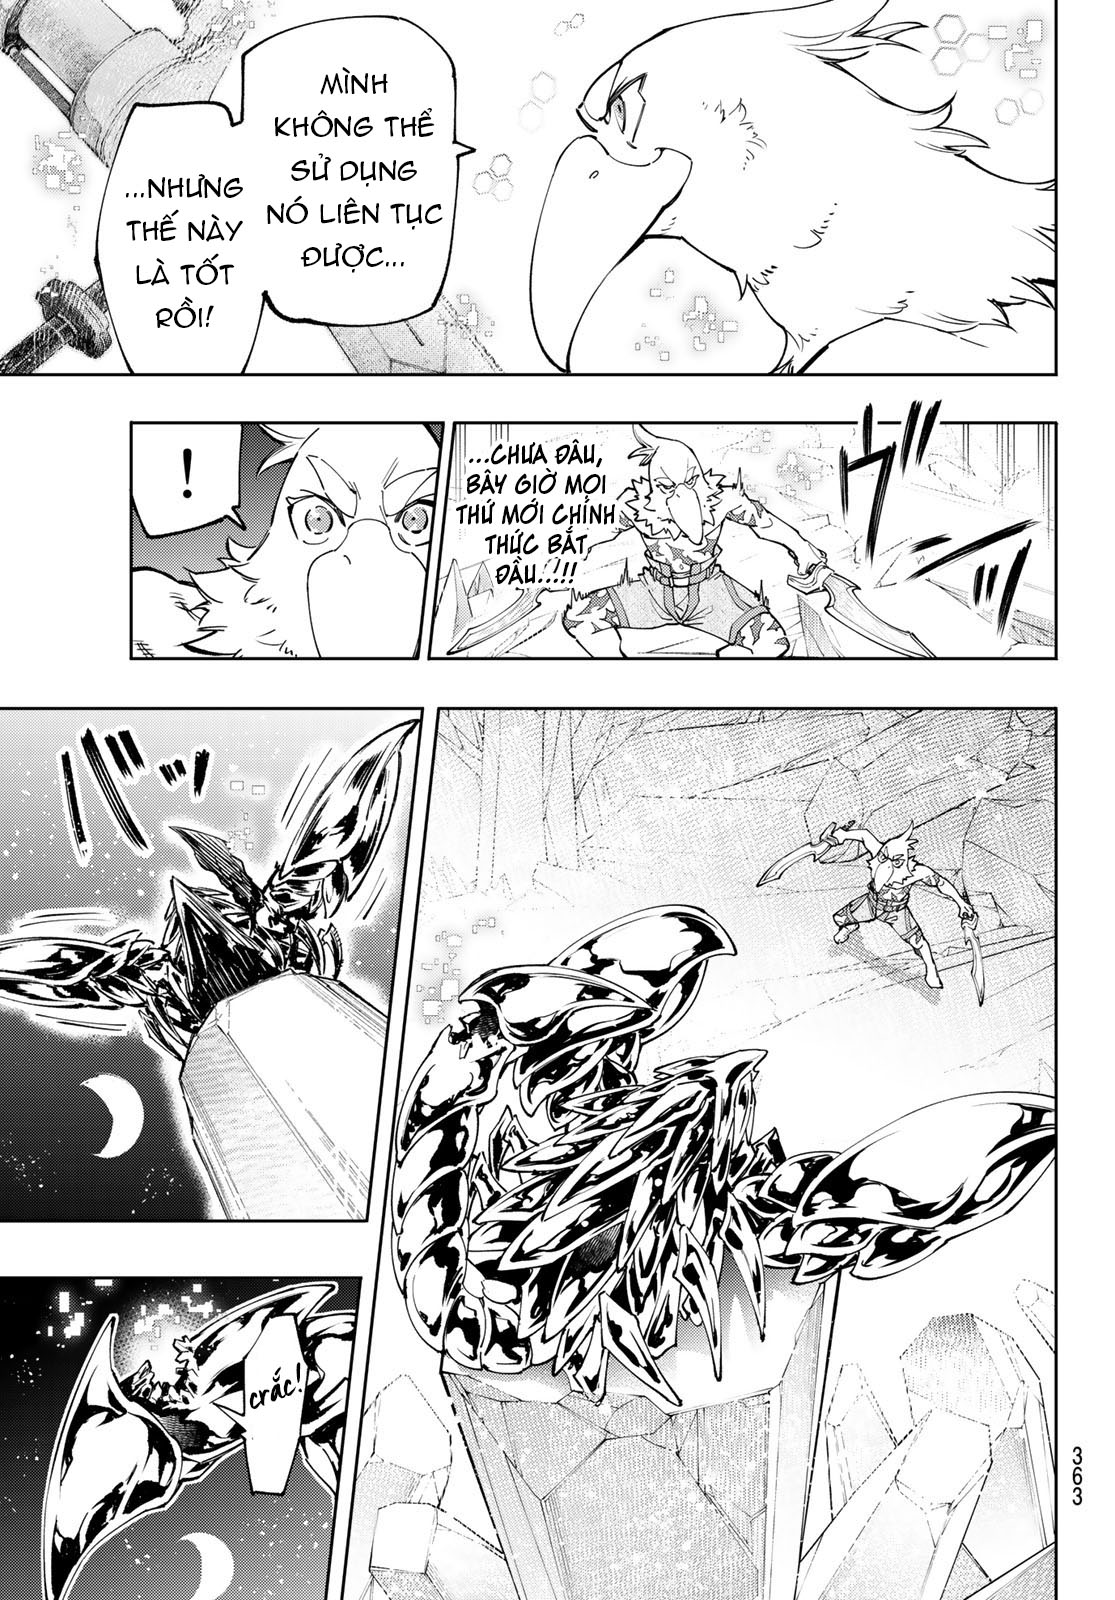 MÌNH
KHÔNG THỂ
SỬ DỤNG
NÓ LIÊN TỤC
ĐƯỢC...
...NHƯNG
THẾ NÀY
LÀ TỐT
RỒI!
...CHƯA ĐÂU,
BÂY GIỜ MỌI
THỨ MỚI CHÍNH
THỨC BẮT
ĐẦU...!!
!
crắc!
363